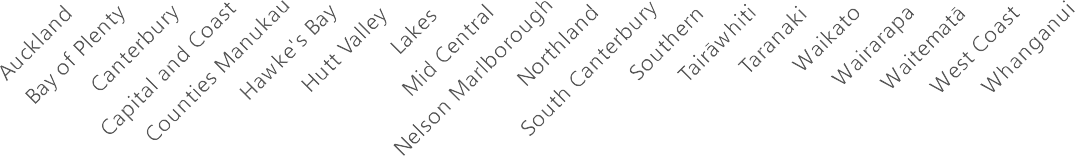 Auckland
Bay of Plenty
Canterbury
Capital and Coast
Counties Manukau
Hawke's Bay
Hutt Valley
Lakes
Mid Central
Nelson Marlborough
Northland
South Canterbury
Southern
Tairāwhiti
Taranaki
Waikato
Wairarapa
Waitematā
West Coast
Whanganui